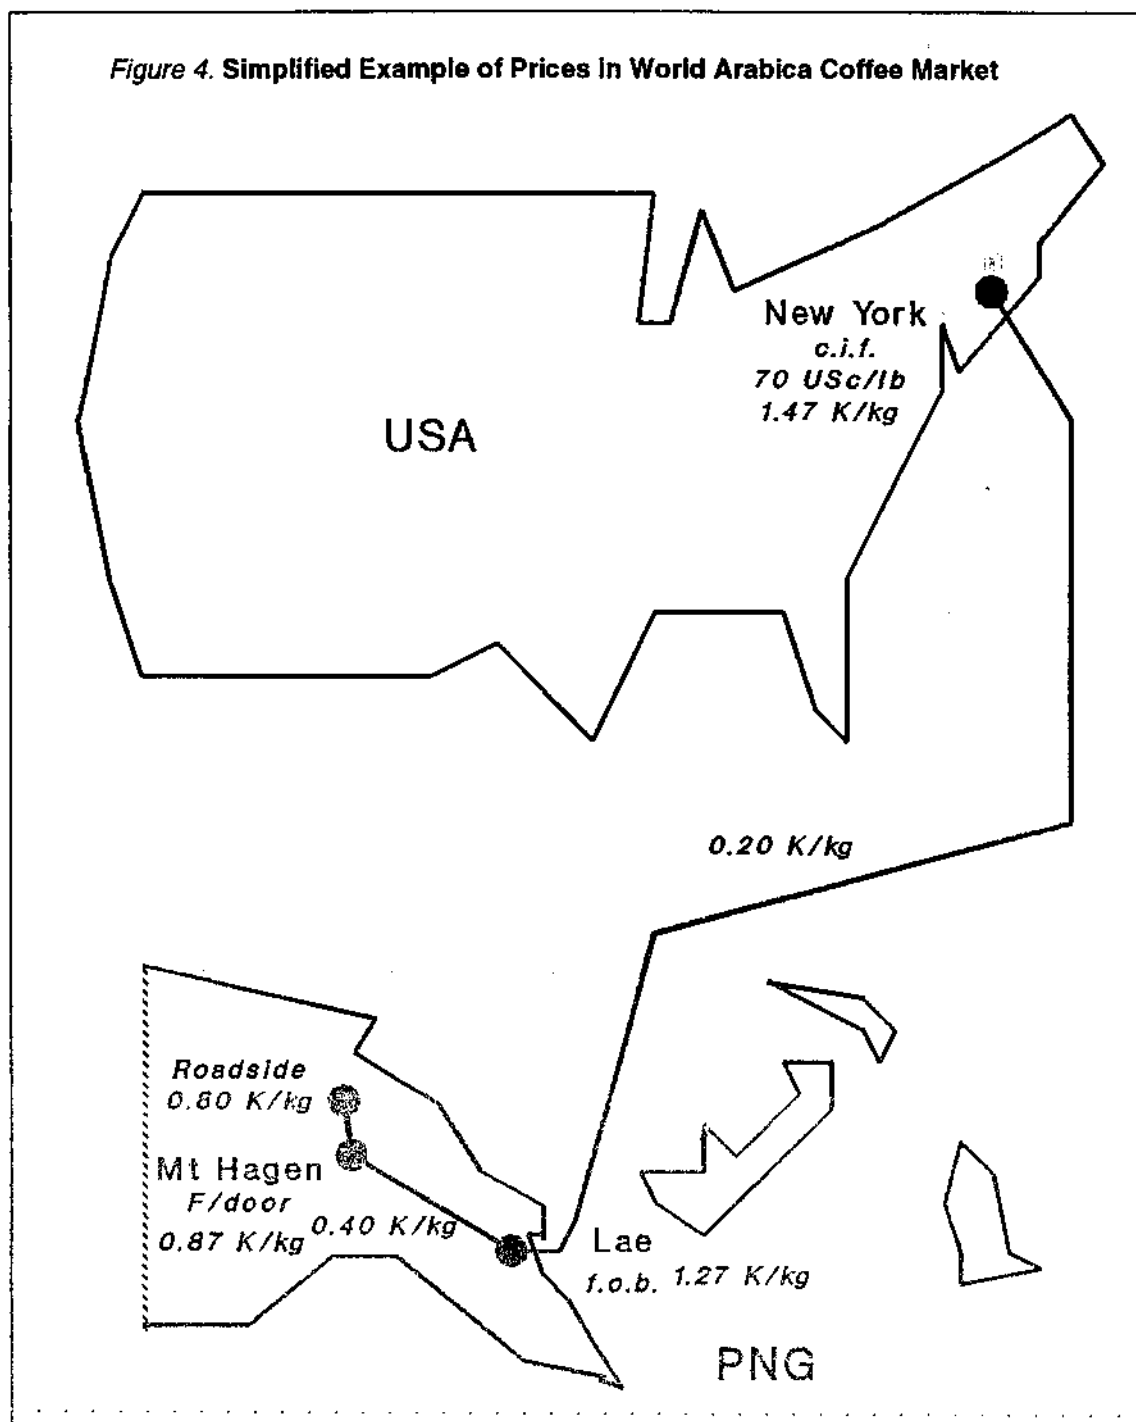 Figure 4. Simplified Example of Prices in World Arabica Coffee Market
New York
c.i.f.
70 USc/lb
1.47 K/kg
USA
0.20 K/kg
Roadside
0.80 K/kg
Mt Hagen
F/door
0.87 K/kg
0.40 K/kg
Lae
f.o.b. 1.27 K/kg
PNG